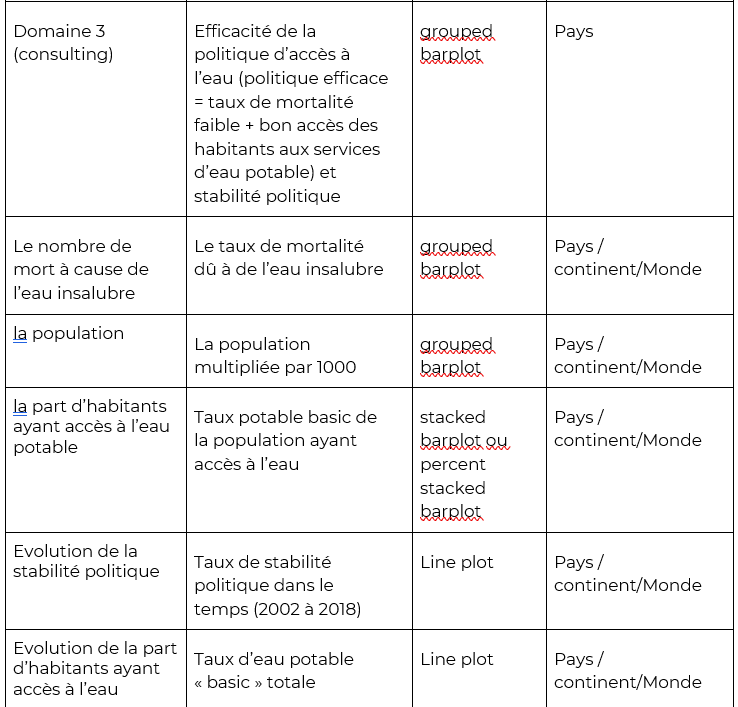 Domaine 3
(consulting)
Efficacité de la
politique d’accès à
l’eau (politique efficace
= taux de mortalité
faible + bon accès des
habitants aux services
d’eau potable) et
stabilité politique
grouped
barplot
Pays
Le nombre de
mort à cause de
l’eau insalubre
Le taux de mortalité
dû à de l’eau insalubre
grouped
barplot
Pays /
continent/Monde
la population
La population
multipliée par 1000
grouped
barplot
Pays /
continent/Monde
la part d’habitants
ayant accès à l’eau
potable
Taux potable basic de
la population ayant
accès à l’eau
stacked
barplot ou
percent
stacked
barplot
Pays /
continent/Monde
Evolution de la
stabilité politique
Taux de stabilité
politique dans le
temps (2002 à 2018)
Line plot
Pays /
continent/Monde
Evolution de la part
d’habitants ayant
accès à l’eau
Taux d’eau potable
« basic » totale
Line plot
Pays /
continent/Monde